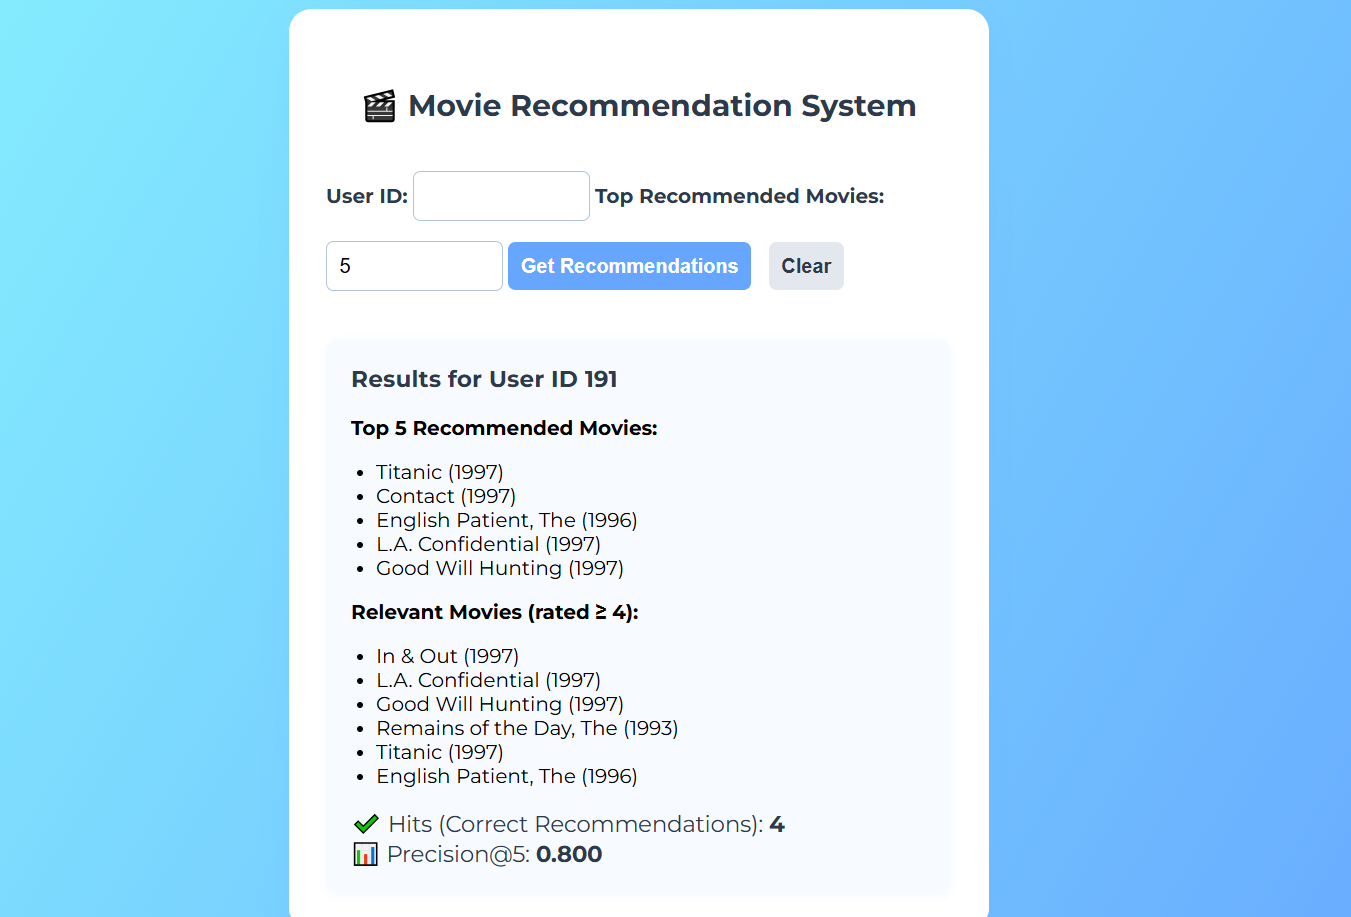 🎬 Movie Recommendation System
User ID: Top Recommended Movies:
5 Get Recommendations Clear
Results for User ID 191
Top 5 Recommended Movies:
• Titanic (1997)
• Contact (1997)
• English Patient, The (1996)
• L.A. Confidential (1997)
• Good Will Hunting (1997)
Relevant Movies (rated ≥ 4):
• In & Out (1997)
• L.A. Confidential (1997)
• Good Will Hunting (1997)
• Remains of the Day, The (1993)
• Titanic (1997)
• English Patient, The (1996)
✔ Hits (Correct Recommendations): 4
📊 Precision@5: 0.800